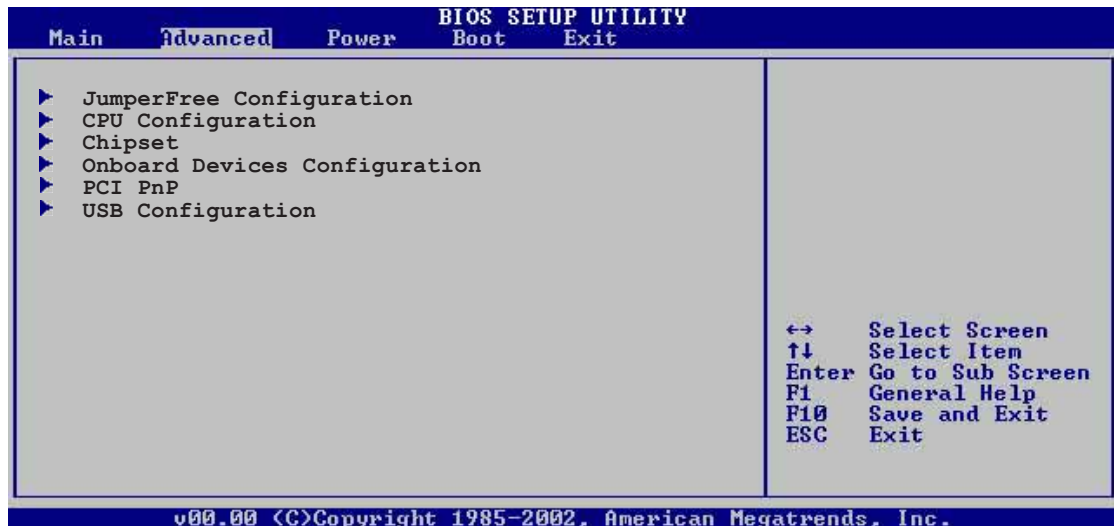 BIOS SETUP UTILITY
Main Advanced Power Boot Exit
JumperFree Configuration
CPU Configuration
Chipset
Onboard Devices Configuration
PCI PnP
USB Configuration
←→ Select Screen
↑↓ Select Item
Enter Go to Sub Screen
F1 General Help
F10 Save and Exit
ESC Exit
v00.00 (C)Copyright 1985-2002, American Megatrends, Inc.